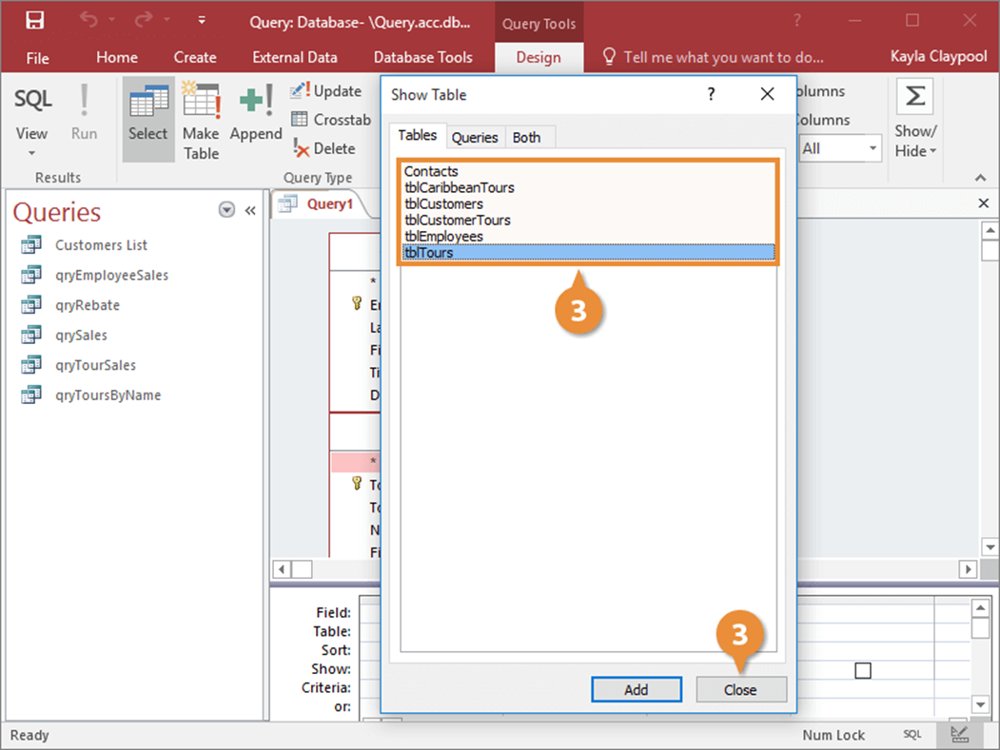 Query: Database- \Query.acc.db...
Query Tools
?
File
Home
Create
External Data
Database Tools
Design
Tell me what you want to do...
Kayla Claypool
SQL
View
Run
Results
Select
Make
Table
Append
Update
Crosstab
Delete
Query Type
olumns
olumns
All
Σ
Show/
Hide
Queries
Customers List
qryEmployeeSales
qryRebate
qrySales
qryTourSales
qryToursByName
Query1
*
La
Fi
Ti
D
*
To
To
N
Fi
Show Table
?
Tables
Queries
Both
Contacts
tblCaribbeanTours
tblCustomers
tblCustomerTours
tblEmployees
tblTours
3
3
Add
Close
Field:
Table:
Sort:
Show:
Criteria:
or:
Ready
Num Lock
SQL